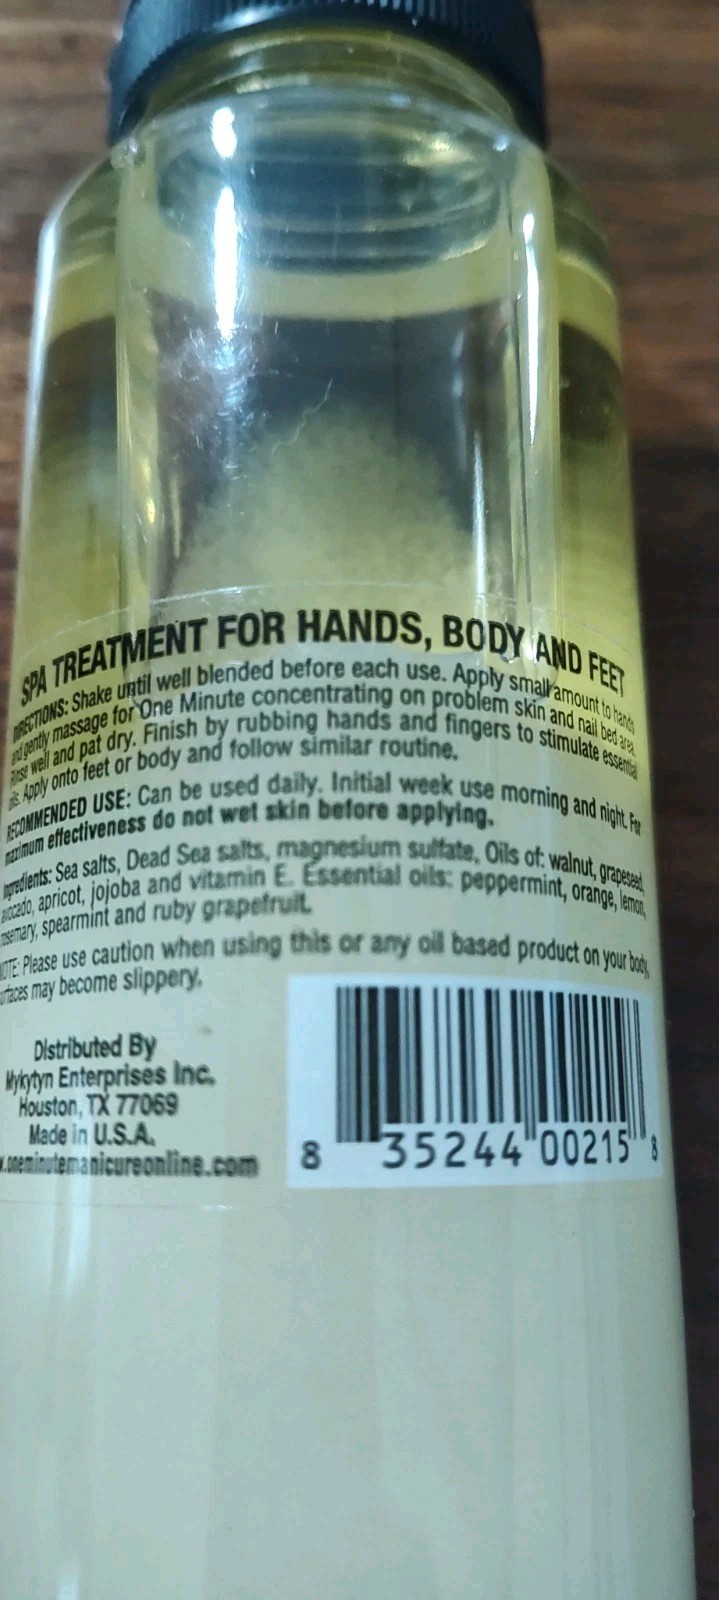 SPA TREATMENT FOR HANDS, BODY AND FEET
DIRECTIONS: Shake until well blended before each use. Apply small amount to hands
and gently massage for One Minute concentrating on problem skin and nail bed area.
Rinse well and pat dry. Finish by rubbing hands and fingers to stimulate essential
oils. Apply onto feet or body and follow similar routine.
RECOMMENDED USE: Can be used daily. Initial week use morning and night. For
maximum effectiveness do not wet skin before applying.
Ingredients: Sea salts, Dead Sea salts, magnesium sulfate, Oils of: walnut, grapeseed,
avocado, apricot, jojoba and vitamin E. Essential oils: peppermint, orange, lemon,
rosemary, spearmint and ruby grapefruit.
NOTE: Please use caution when using this or any oil based product on your body,
surfaces may become slippery.
Distributed By
Mykytyn Enterprises Inc.
Houston, TX 77069
Made in U.S.A.
.oneminutemanicureonline.com
8 35244 00215 8